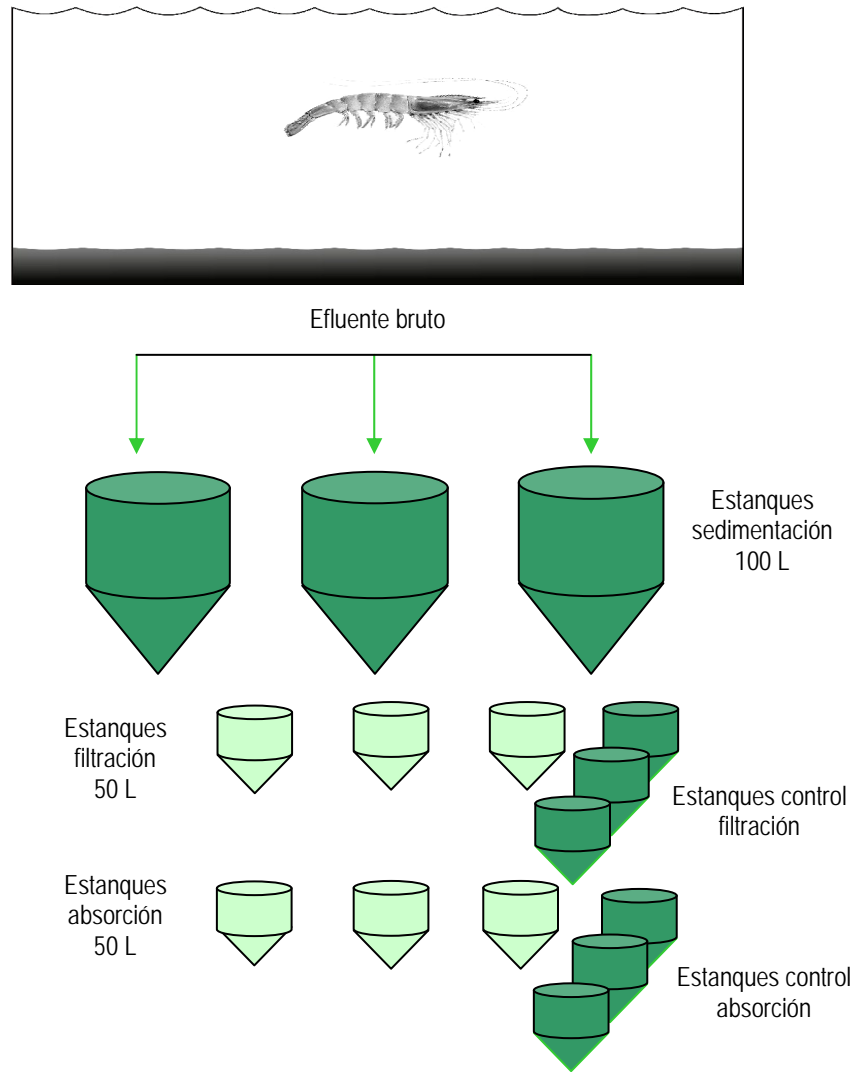 Efluente bruto
Estanques
sedimentación
100 L
Estanques
filtración
50 L
Estanques control
filtración
Estanques
absorción
50 L
Estanques control
absorción